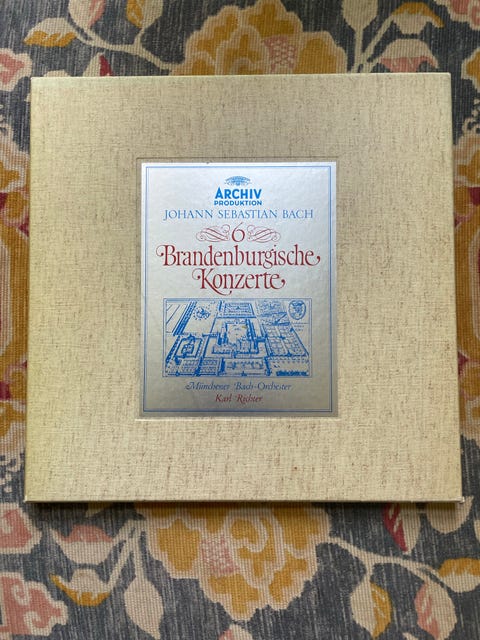 ARCHIV
PRODUKTION
JOHANN SEBASTIAN BACH
6
Brandenburgische
Konzerte
Münchener Bach-Orchester
Karl Richter